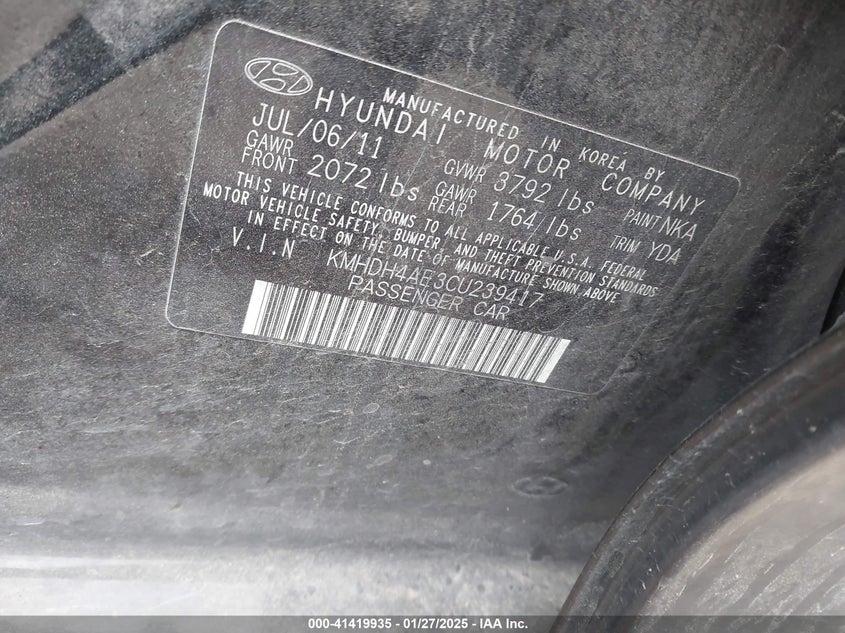 MANUFACTURED IN KOREA BY
HYUNDAI MOTOR COMPANY
JUL/06/11 GVWR 3792 lbs PAINT NKA
GAWR FRONT 2072 lbs GAWR REAR 1764 lbs TRIM YDA
THIS VEHICLE CONFORMS TO ALL APPLICABLE U.S.A. FEDERAL
MOTOR VEHICLE SAFETY, BUMPER, AND THEFT PREVENTION STANDARDS
IN EFFECT ON THE DATE OF MANUFACTURE SHOWN ABOVE
V.I.N KMHDH4AE3CU239417
PASSENGER CAR
000-41419935 — 01/27/2025 — IAA Inc.